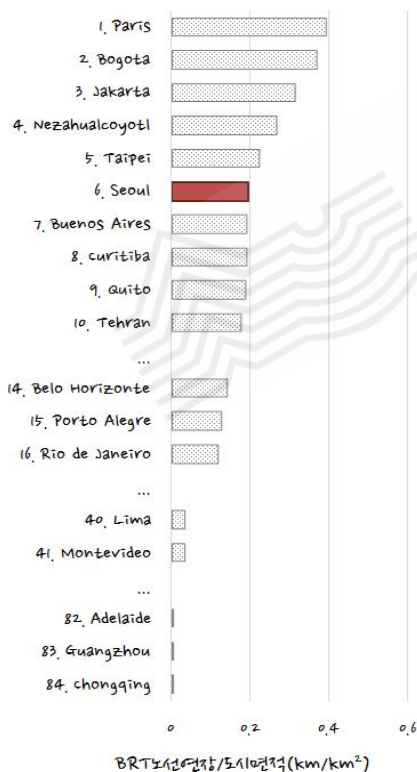 1. Paris
2. Bogota
3. Jakarta
4. Nezahualcoyotl
5. Taipei
6. Seoul
7. Buenos Aires
8. Curitiba
9. Quito
10. Tehran
...
14. Belo Horizonte
15. Porto Alegre
16. Rio de Janeiro
...
40. Lima
41. Montevideo
...
82. Adelaide
83. Guangzhou
84. Chongqing
0 0.2 0.4 0.6
BRT노선연장/도시면적(km/km²)